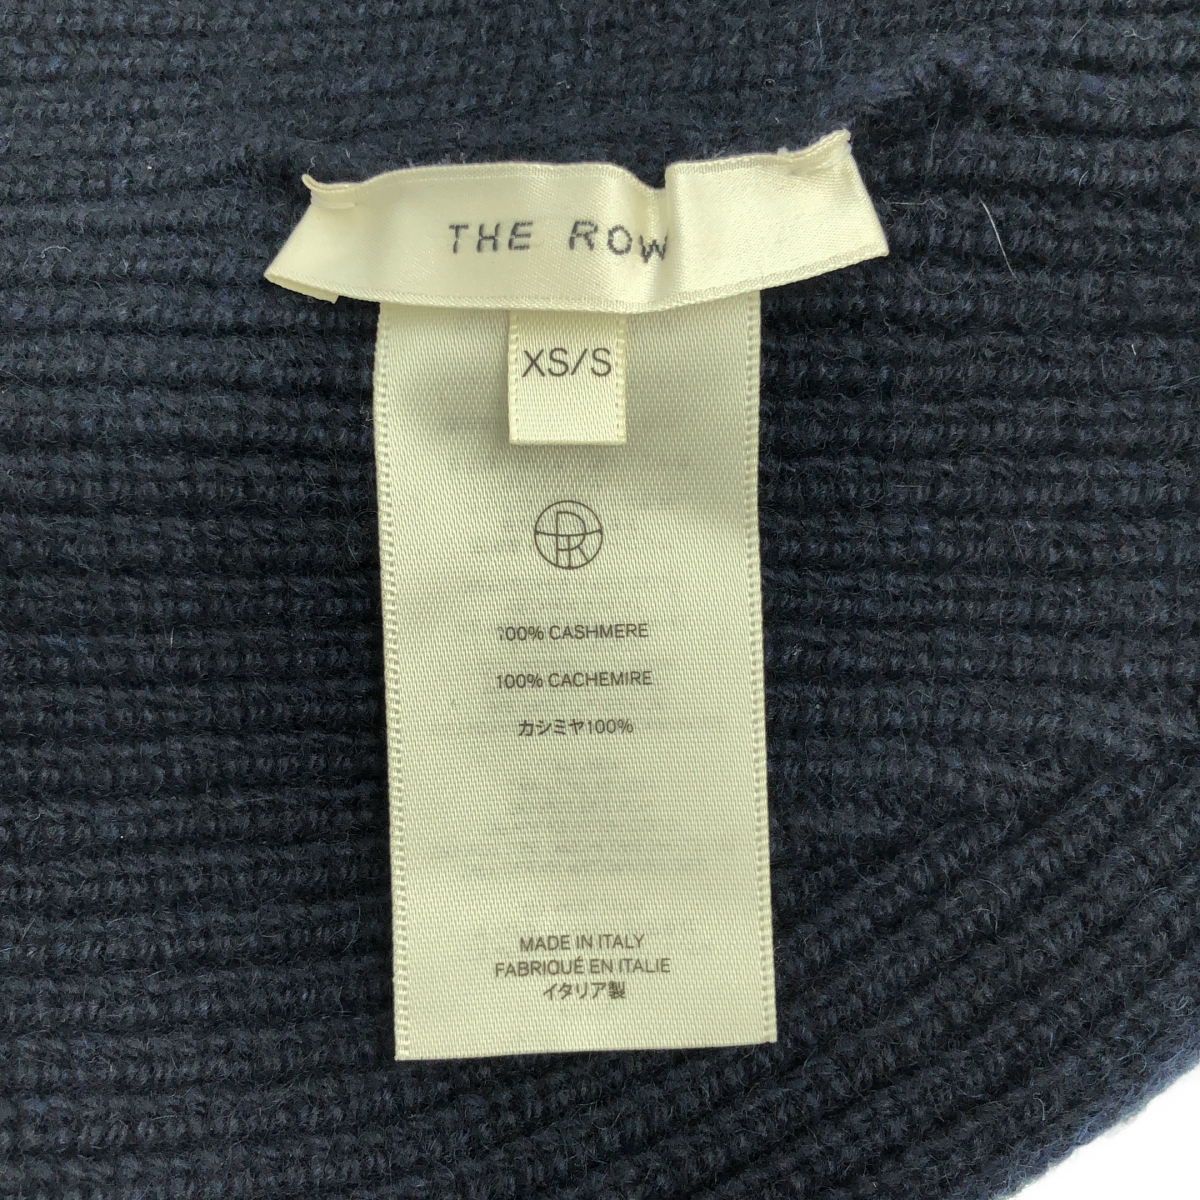 THE ROW
XS/S
100% CASHMERE
100% CACHEMIRE
カシミヤ100%
MADE IN ITALY
FABRIQUÉ EN ITALIE
イタリア製